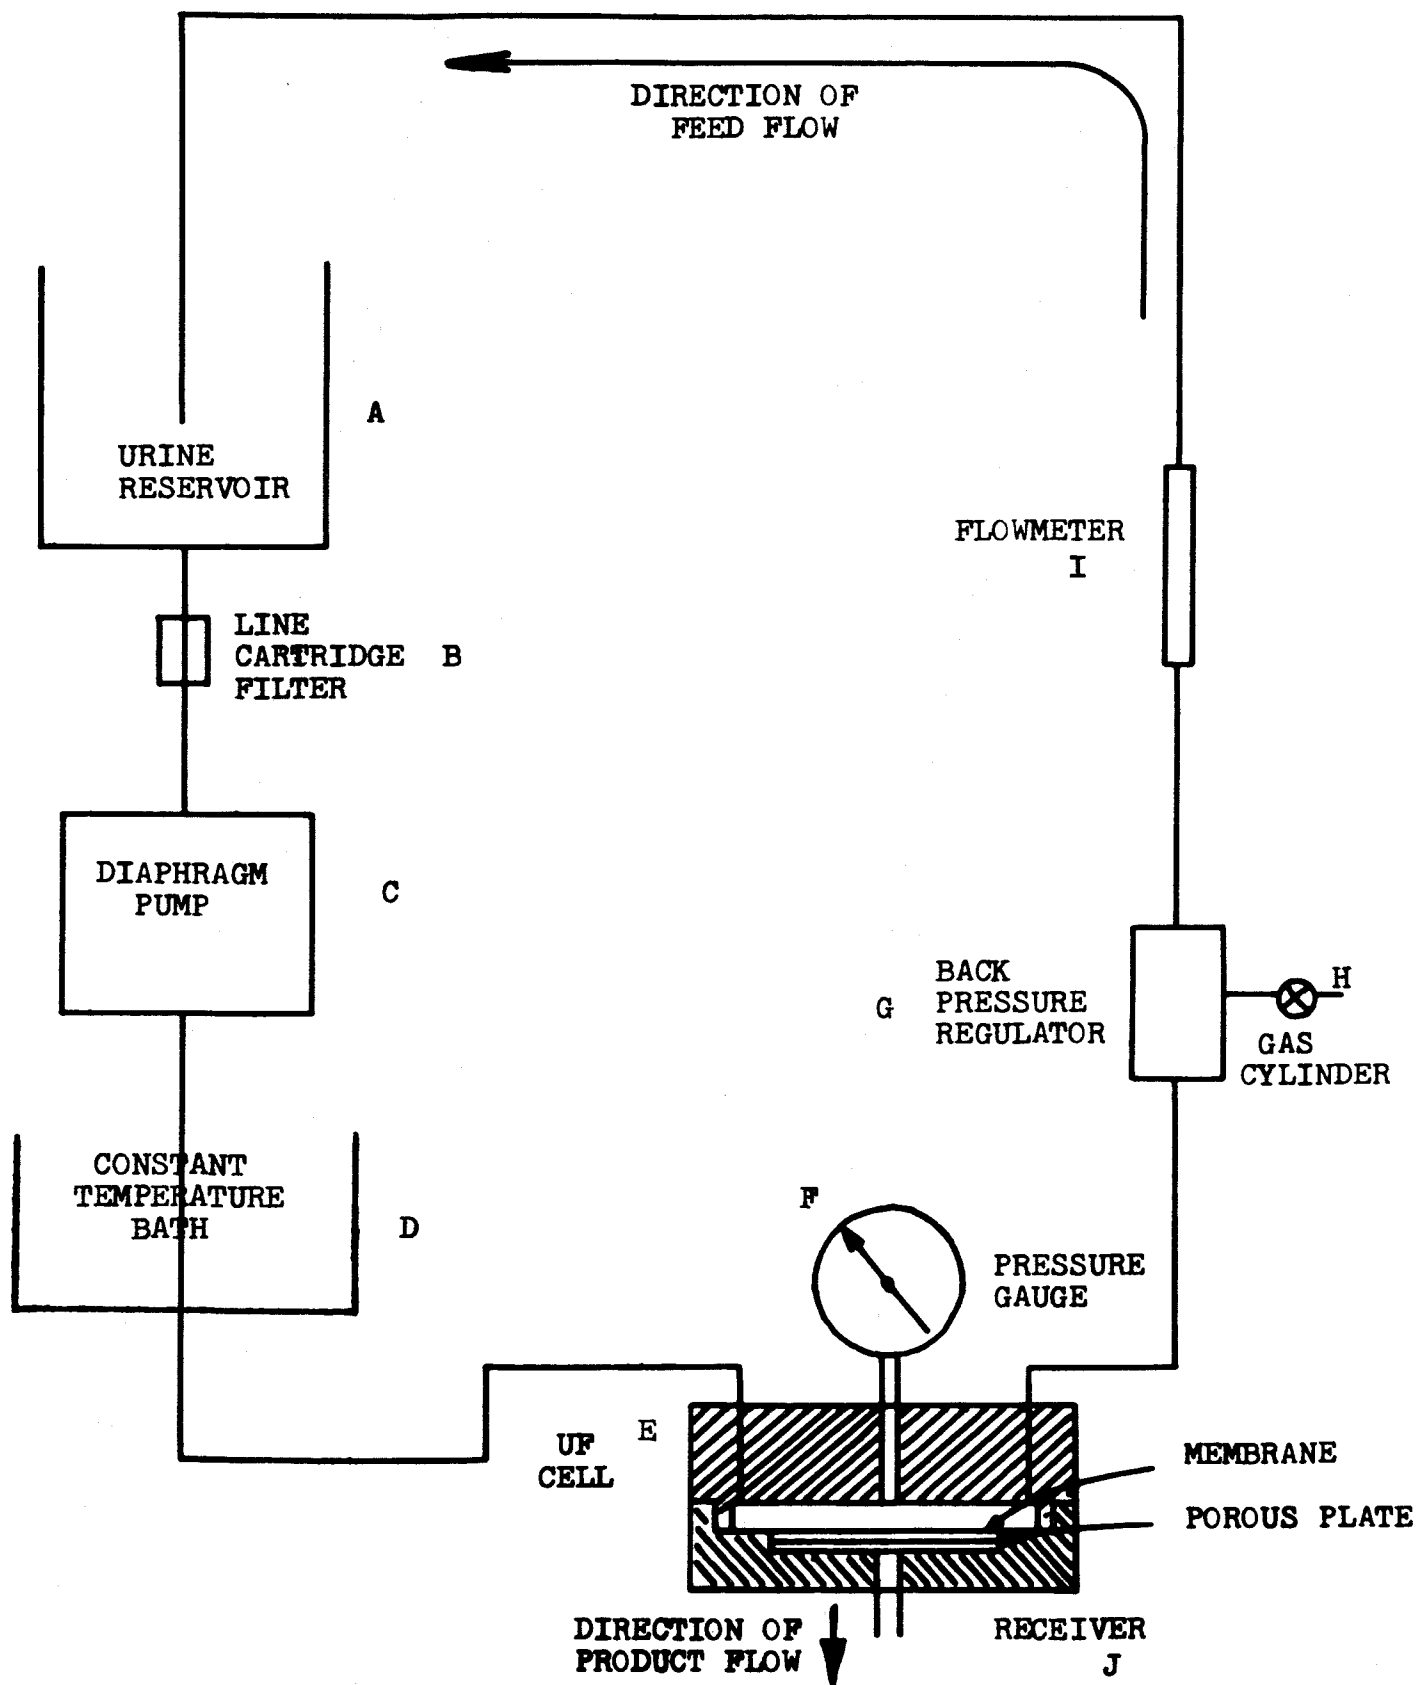 DIRECTION OF
FEED FLOW
A
URINE
RESERVOIR
FLOWMETER
I
LINE
CARTRIDGE B
FILTER
DIAPHRAGM
PUMP
C
BACK
G PRESSURE
REGULATOR
H
GAS
CYLINDER
CONSTANT
TEMPERATURE
BATH
D
F
PRESSURE
GAUGE
E
UF
CELL
MEMBRANE
POROUS PLATE
DIRECTION OF
PRODUCT FLOW
RECEIVER
J